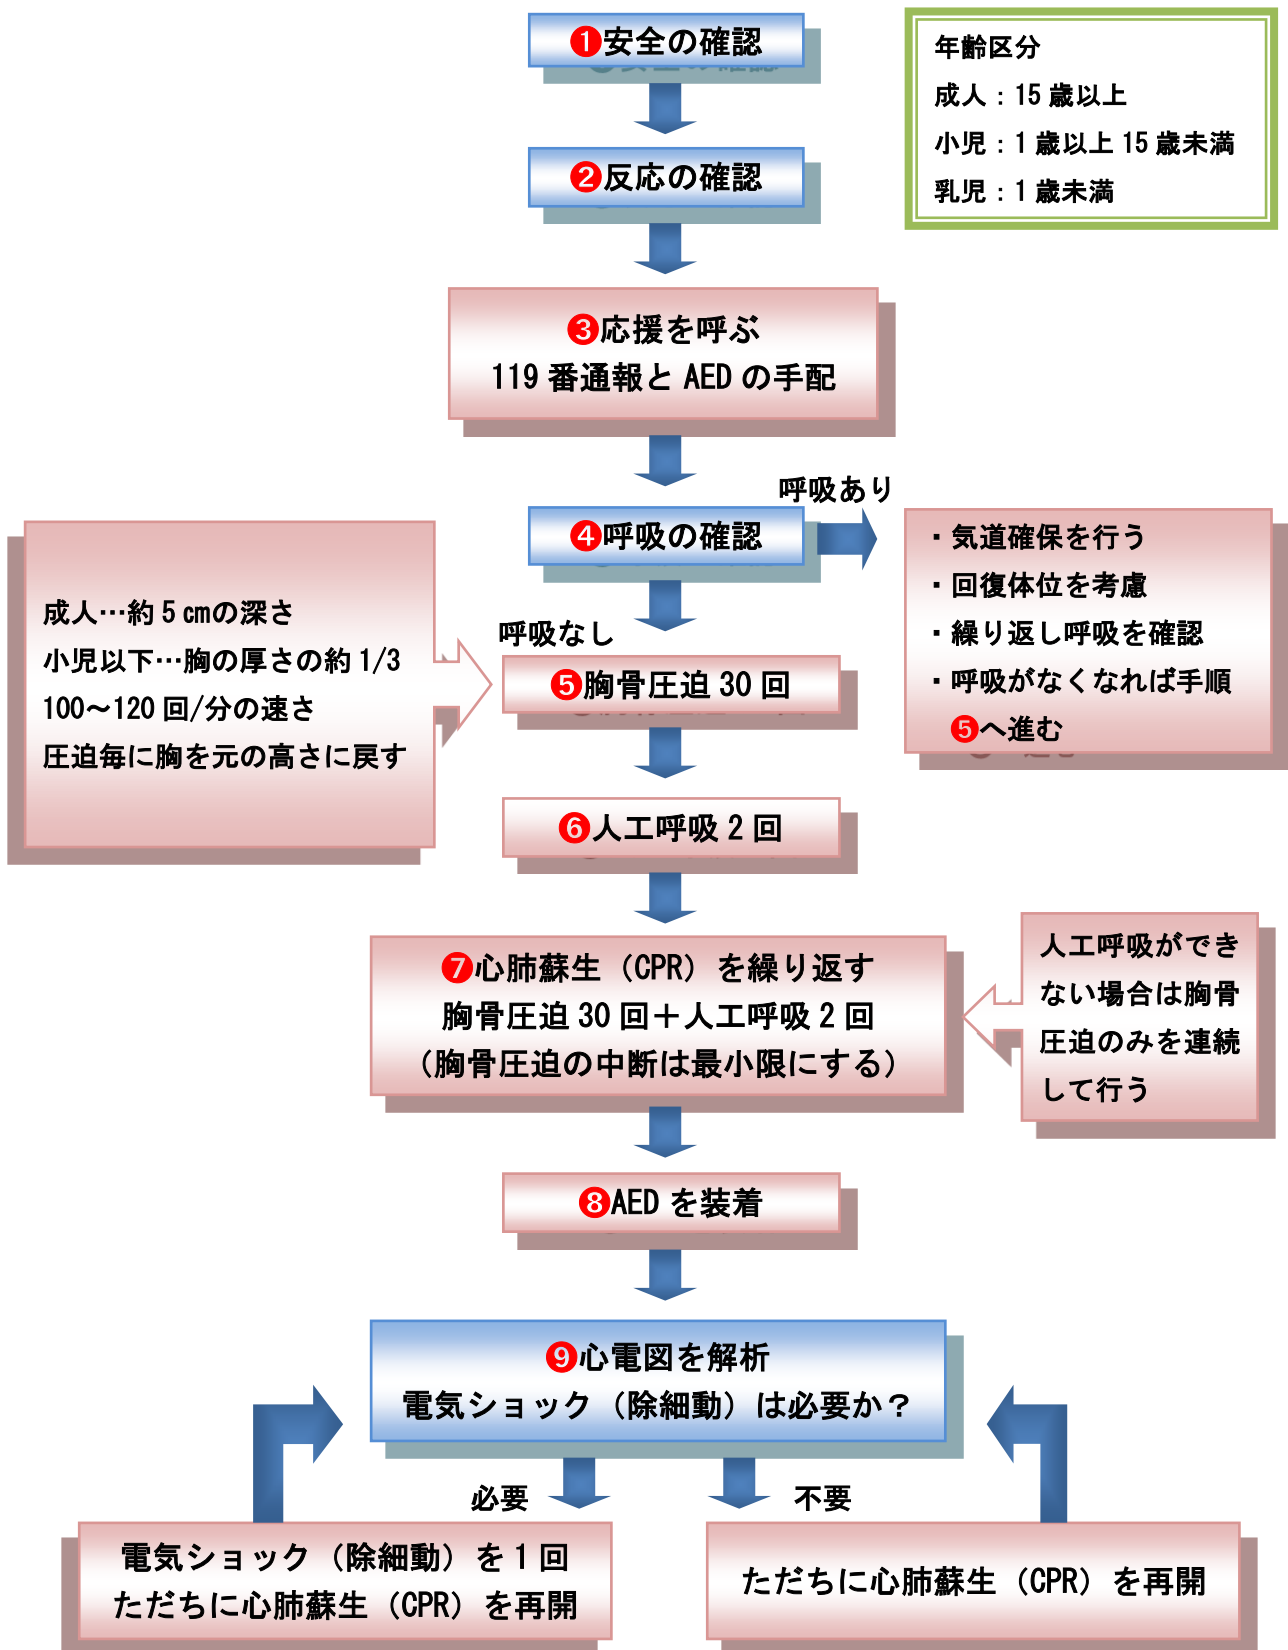 ❶安全の確認
年齢区分
成人：15歳以上
小児：1歳以上15歳未満
乳児：1歳未満
❷反応の確認
❸応援を呼ぶ
119番通報とAEDの手配
❹呼吸の確認
呼吸あり
・気道確保を行う
・回復体位を考慮
・繰り返し呼吸を確認
・呼吸がなくなれば手順
❺へ進む
呼吸なし
成人…約5㎝の深さ
小児以下…胸の厚さの約1/3
100～120回/分の速さ
圧迫毎に胸を元の高さに戻す
❺胸骨圧迫30回
❻人工呼吸2回
❼心肺蘇生（CPR）を繰り返す
胸骨圧迫30回＋人工呼吸2回
（胸骨圧迫の中断は最小限にする）
人工呼吸ができ
ない場合は胸骨
圧迫のみを連続
して行う
❽AEDを装着
❾心電図を解析
電気ショック（除細動）は必要か？
必要
不要
電気ショック（除細動）を1回
ただちに心肺蘇生（CPR）を再開
ただちに心肺蘇生（CPR）を再開